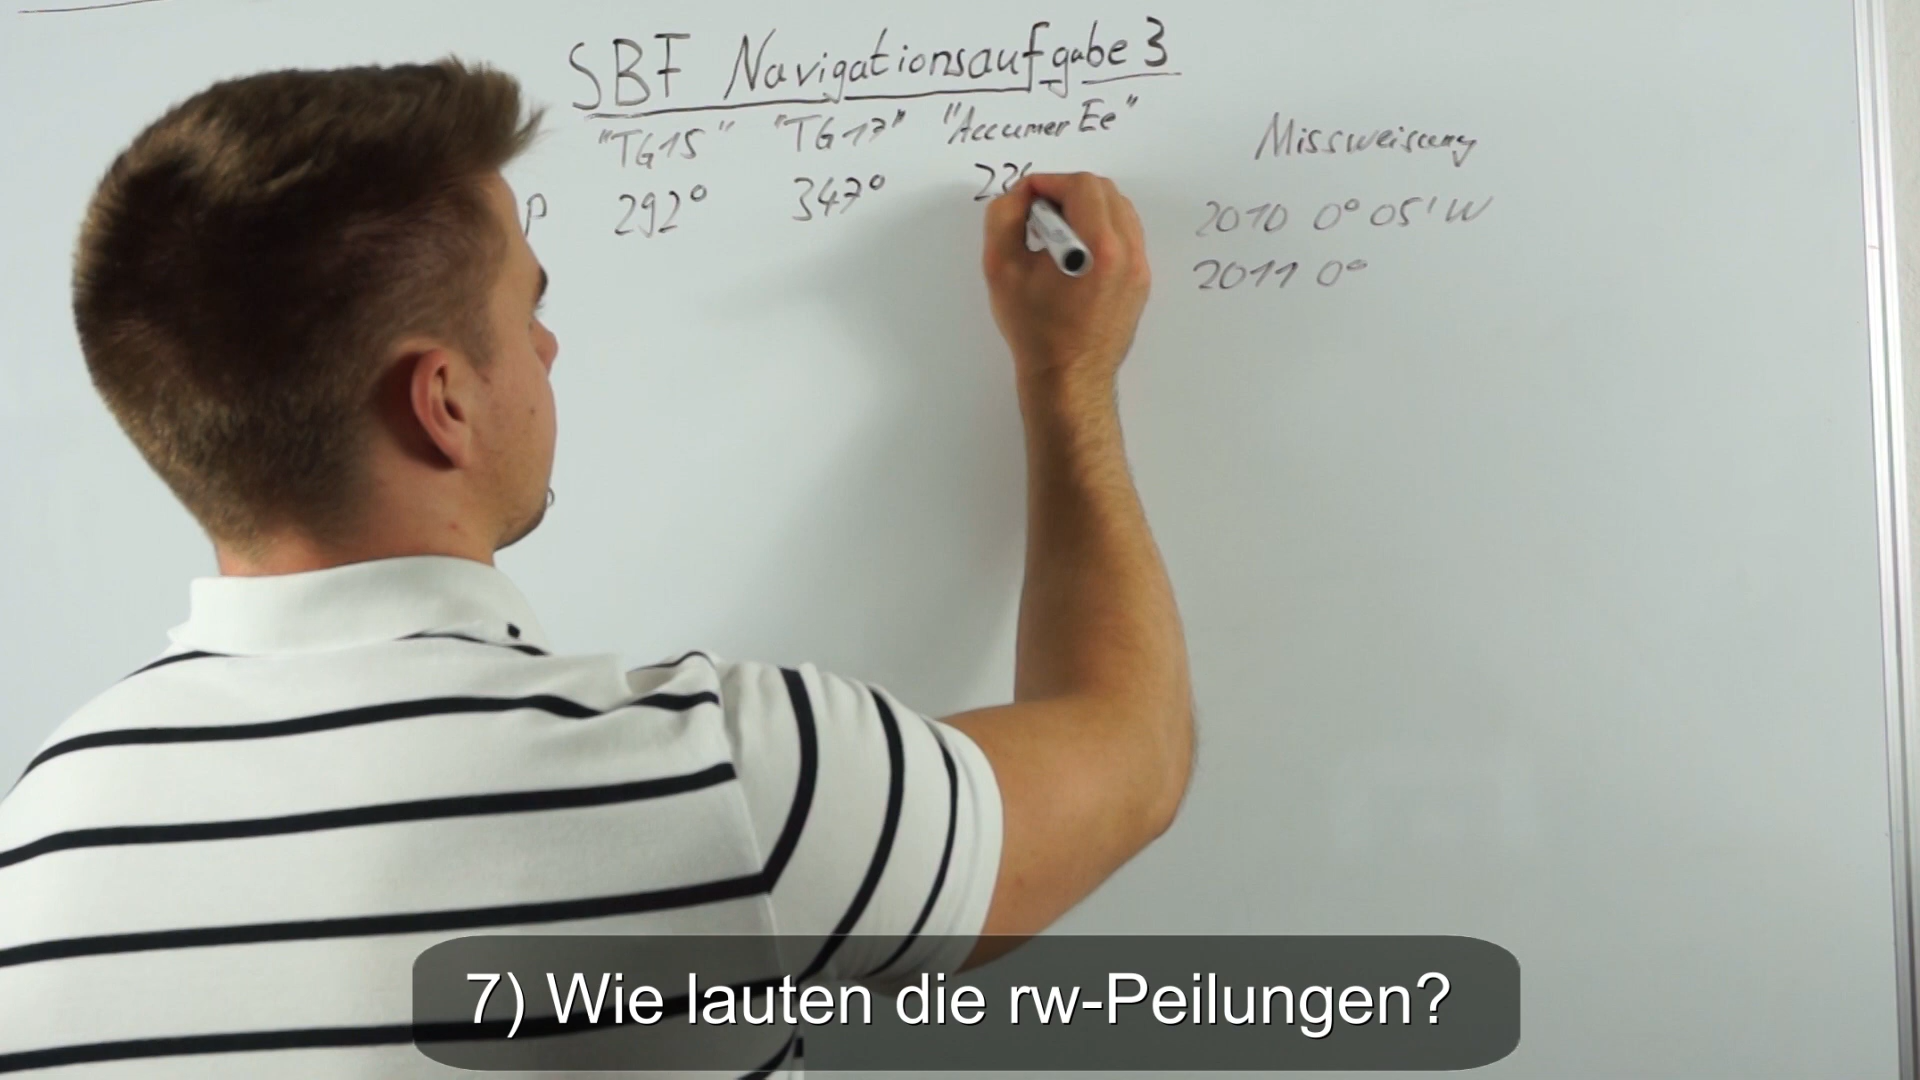 SBF Navigationsaufgabe 3
"TG15" "TG17" "Accumer Ee" Missweisung
P 292° 347° 2010 0° 05' W
2011 0°
7) Wie lauten die rw-Peilungen?